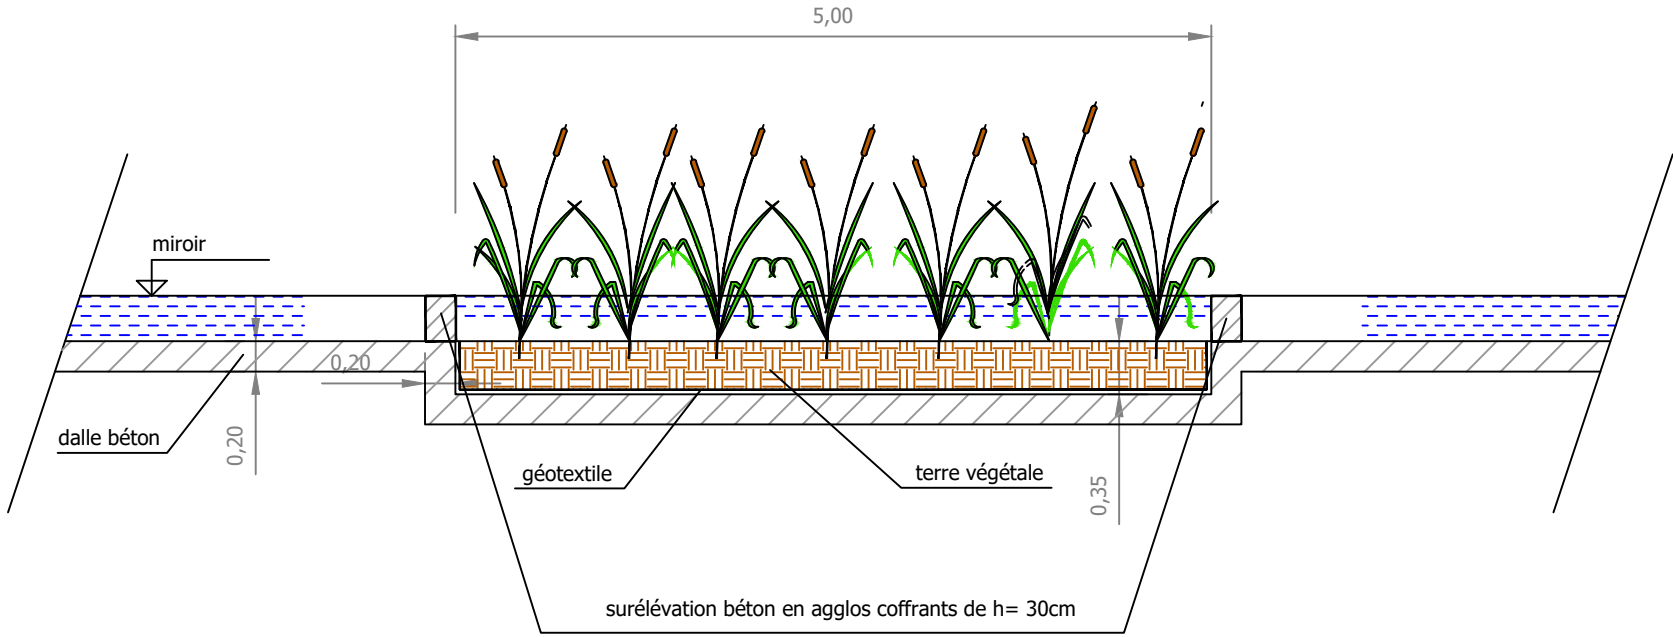 5,00
miroir
0,20
dalle béton
0,20
géotextile
terre végétale
0,35
surélévation béton en agglos coffrants de h= 30cm